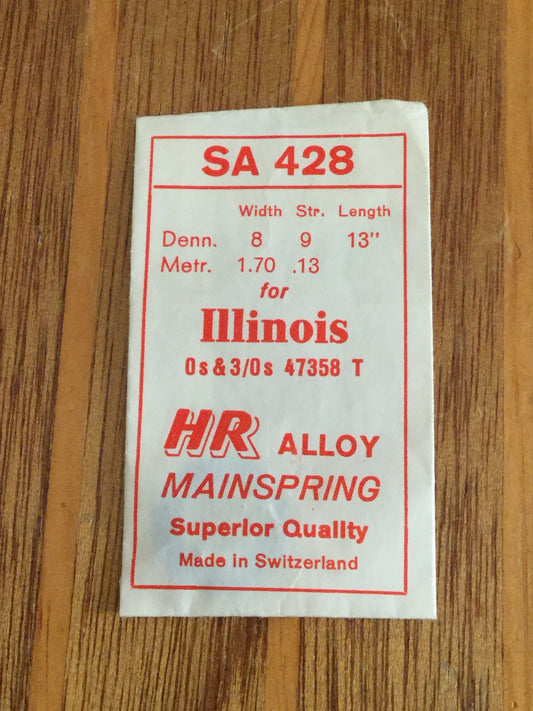 SA 428
Width Str. Length
Denn. 8 9 13"
Metr. 1.70 .13
for
Illinois
0s & 3/0s 47358 T
HR ALLOY
MAINSPRING
Superior Quality
Made in Switzerland